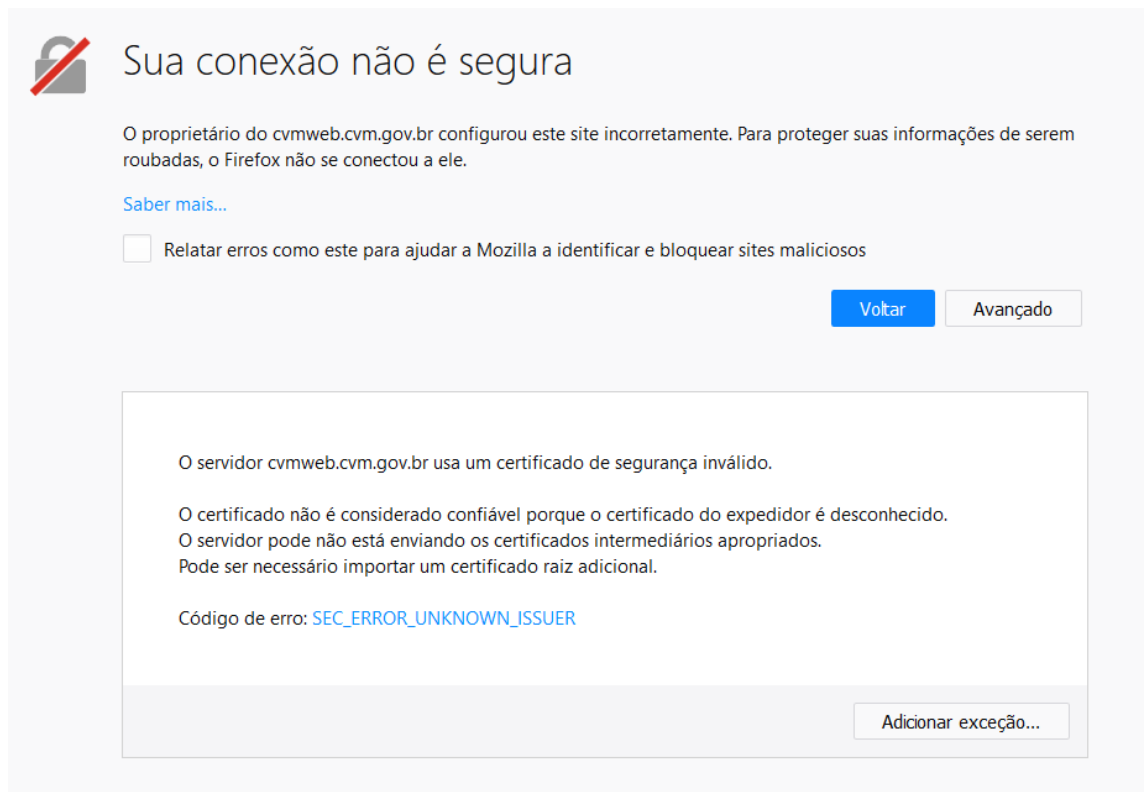 Sua conexão não é segura
O proprietário do cvmweb.cvm.gov.br configurou este site incorretamente. Para proteger suas informações de serem
roubadas, o Firefox não se conectou a ele.
Saber mais...
Relatar erros como este para ajudar a Mozilla a identificar e bloquear sites maliciosos
Voltar
Avançado
O servidor cvmweb.cvm.gov.br usa um certificado de segurança inválido.
O certificado não é considerado confiável porque o certificado do expedidor é desconhecido.
O servidor pode não está enviando os certificados intermediários apropriados.
Pode ser necessário importar um certificado raiz adicional.
Código de erro: SEC_ERROR_UNKNOWN_ISSUER
Adicionar exceção...